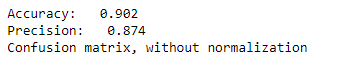 Accuracy:   0.902
Precision:   0.874
Confusion matrix, without normalization